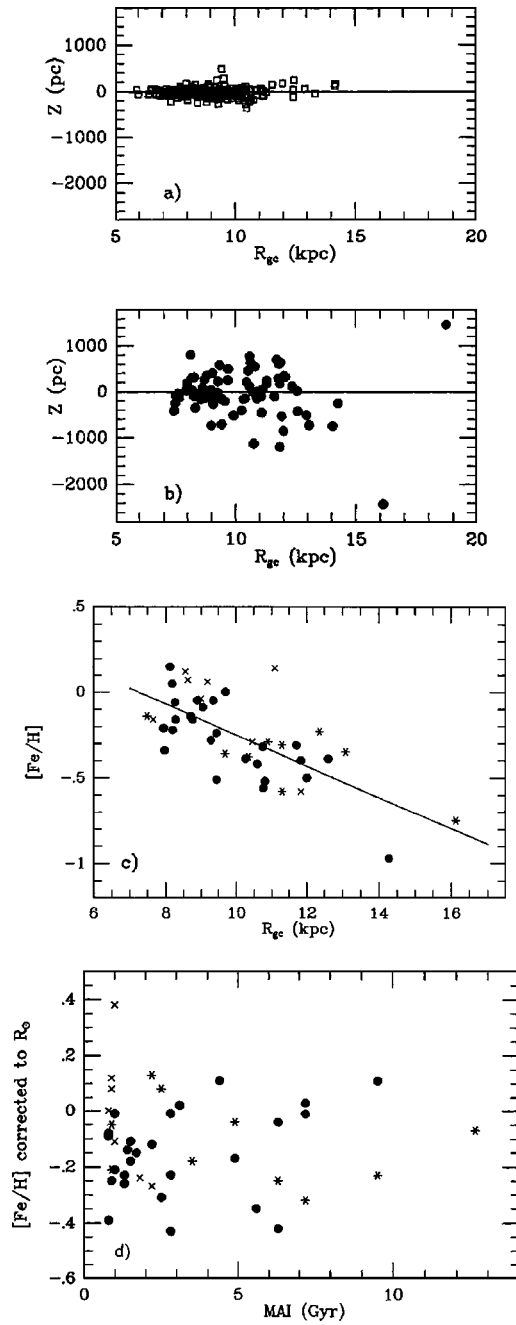 1000
0
-1000
-2000
Z (pc)
a)
5
10
15
20
R_gc (kpc)
1000
0
-1000
-2000
Z (pc)
b)
5
10
15
20
R_gc (kpc)
.5
0
-.5
-1
[Fe/H]
c)
6
8
10
12
14
16
R_gc (kpc)
.4
.2
0
-.2
-.4
-.6
[Fe/H] corrected to R_⊙
d)
0
5
10
MAI (Gyr)